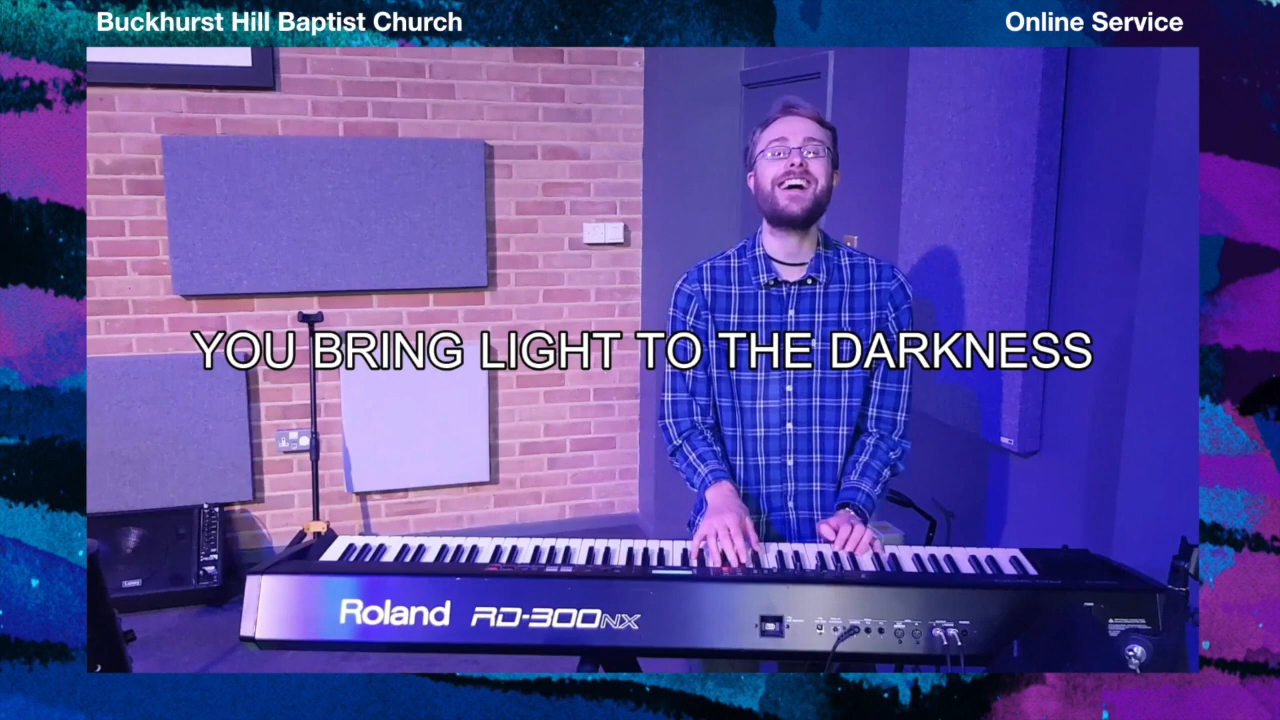 Buckhurst Hill Baptist Church
Online Service
YOU BRING LIGHT TO THE DARKNESS
Roland RD-300NX